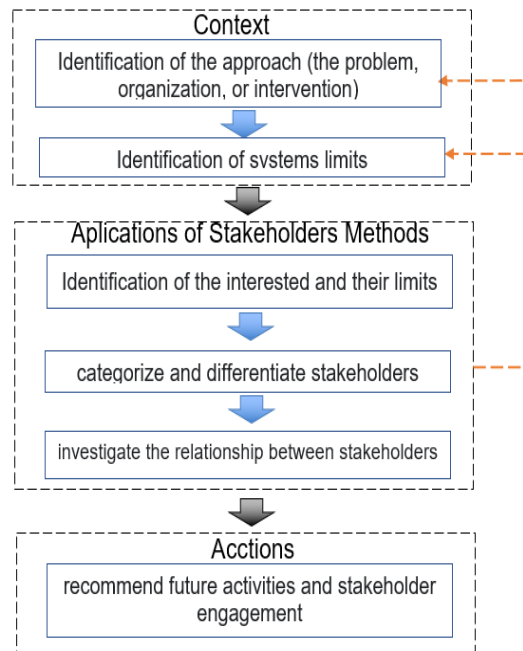 Context
Identification of the approach (the problem,
organization, or intervention)
Identification of systems limits
Aplications of Stakeholders Methods
Identification of the interested and their limits
categorize and differentiate stakeholders
investigate the relationship between stakeholders
Acctions
recommend future activities and stakeholder
engagement